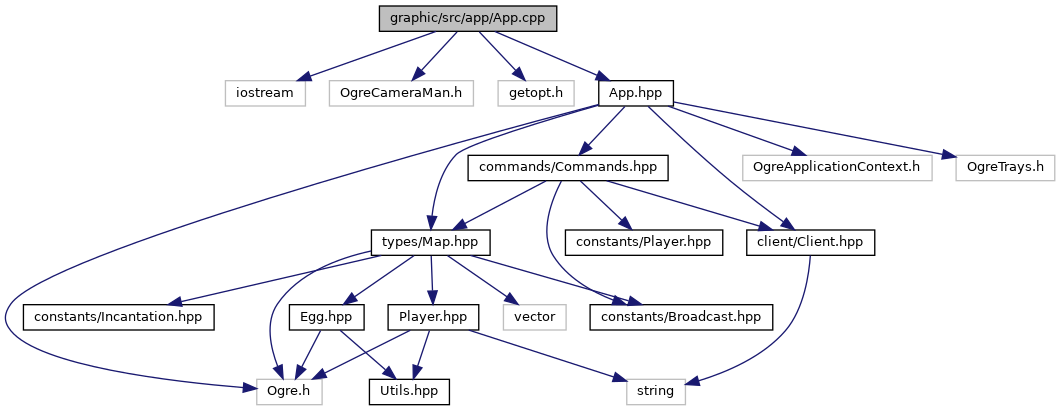 graphic/src/app/App.cpp
iostream
OgreCameraMan.h
getopt.h
App.hpp
commands/Commands.hpp
OgreApplicationContext.h
OgreTrays.h
types/Map.hpp
constants/Player.hpp
client/Client.hpp
constants/Incantation.hpp
Egg.hpp
Player.hpp
vector
constants/Broadcast.hpp
Ogre.h
Utils.hpp
string